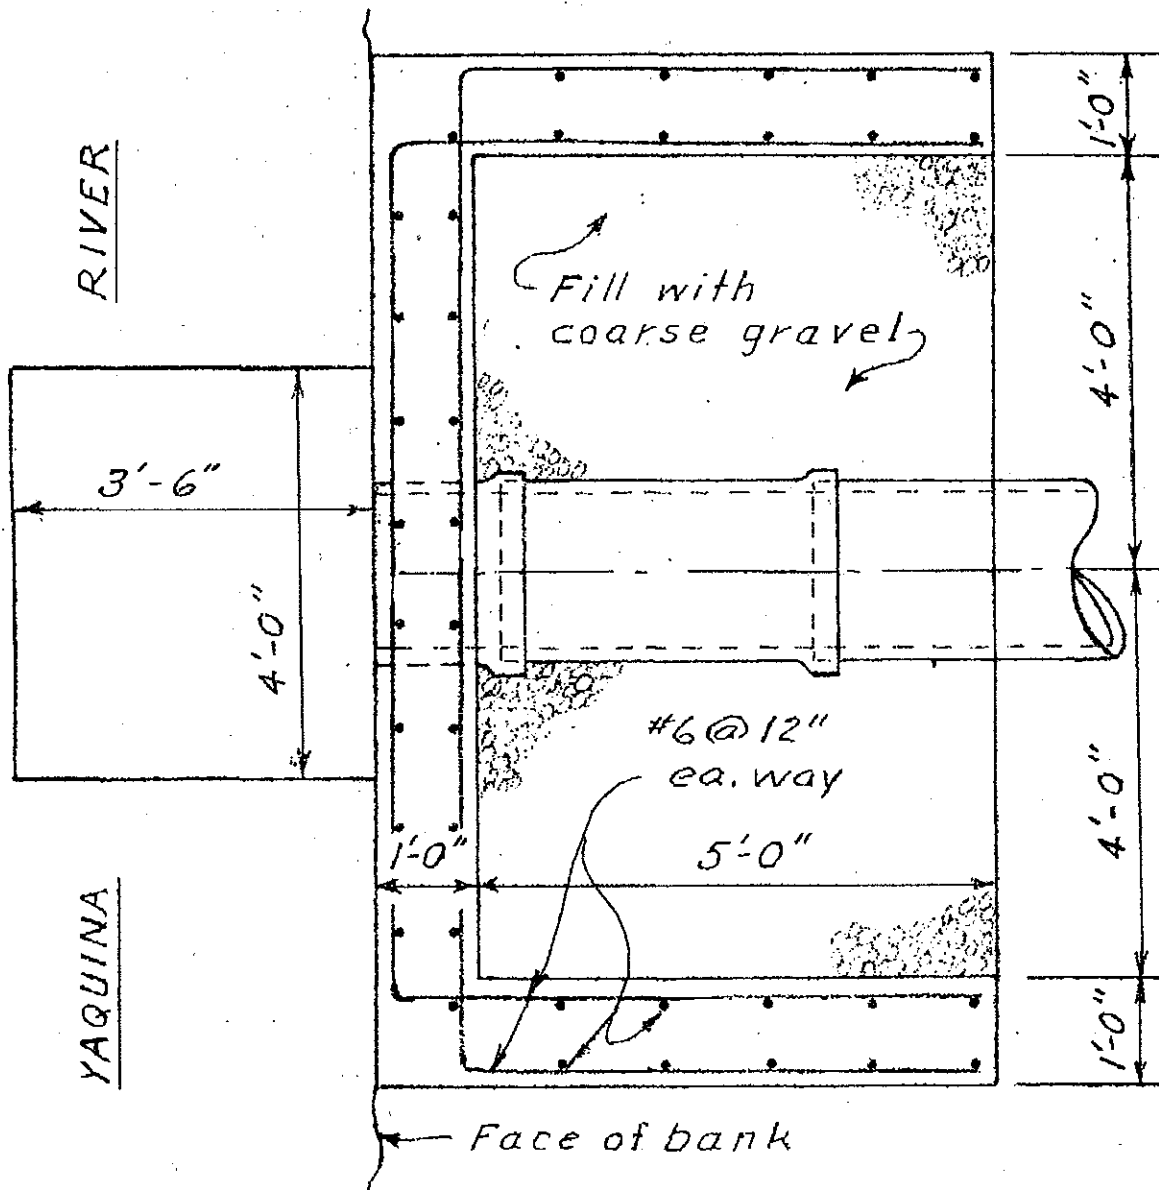 RIVER
YAQUINA
1'-0"
4'-0"
Fill with
coarse gravel
3'-6"
4'-0"
#6@12"
ea. way
4'-0"
1'-0"
5'-0"
1'-0"
Face of bank